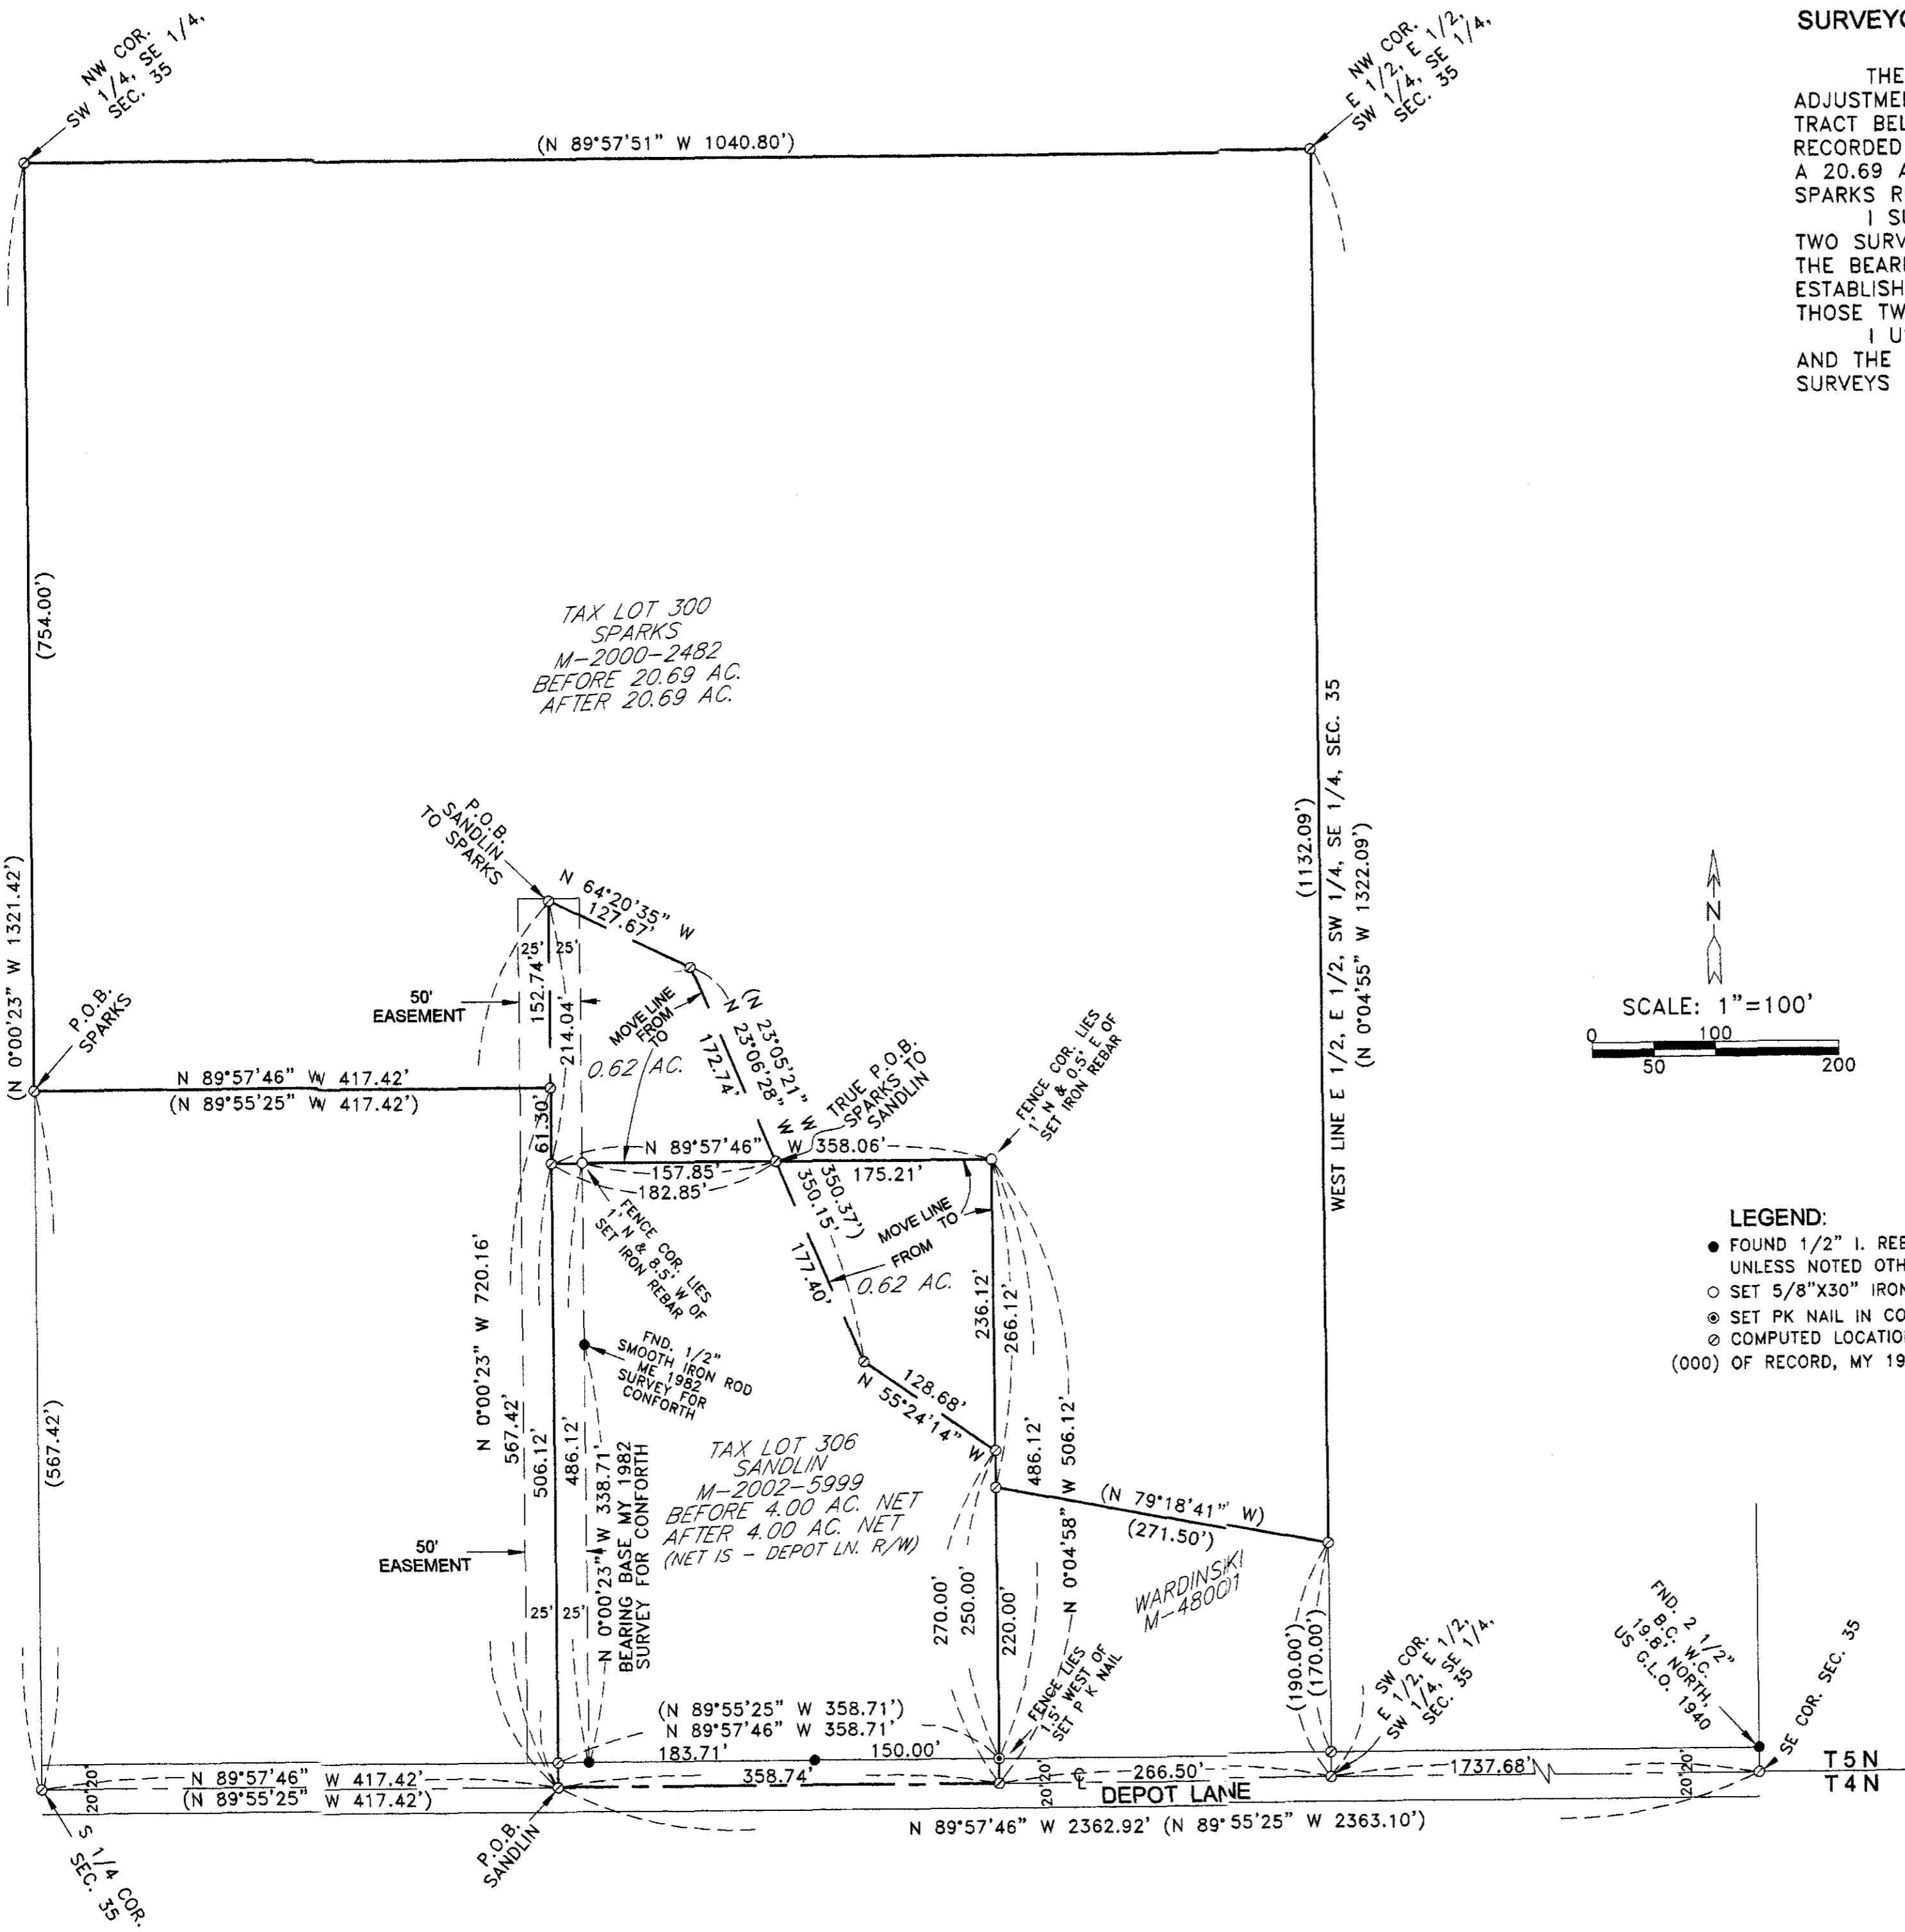 NW COR.
SW 1/4, SE 1/4,
SEC. 35
NW COR.
E 1/2, E 1/2,
SW 1/4, SE 1/4,
SEC. 35
(N 89°57'51" W 1040.80')
THE
TRACT
RECORDED
A 20.69
SPARKS
I
TWO
THE
THOSE
I
AND THE
SURVEYS
(754.00')
(N 0°00'23" W 1321.42')
TAX LOT 300
SPARKS
M-2000-2482
BEFORE 20.69 AC.
AFTER 20.69 AC.
(1132.09')
WEST LINE E 1/2, E 1/2, SW 1/4, SE 1/4, SEC. 35
(N 0°04'55" W 1322.09')
N
SCALE: 1"=100'
0
100
50
200
P.O.B.
SANDLIN
TO SPARKS
N 64°20'35" W
127.67'
25'
25'
152.74'
214.04'
50'
EASEMENT
MOVE LINE
FROM
TO
0.62 AC.
172.74'
N 23°06'28" W
(N 23°05'21" W
TRUE P.O.B.
SPARKS TO
SANDLIN
FENCE COR. LIES
1' N & 0.5' E OF
SET IRON REBAR
P.O.B.
SPARKS
N 89°57'46" W 417.42'
(N 89°55'25" W 417.42')
61.30'
N 89°57'46" W 358.06'
157.85'
182.85'
175.21'
350.15'
350.37')
FENCE COR. LIES
1' N & 8.5' W OF
SET IRON REBAR
MOVE LINE
TO
FROM
0.62 AC.
177.40'
236.12'
266.12'
FND. 1/2"
SMOOTH IRON ROD
ME 1982
SURVEY FOR
CONFORTH
128.68'
N 55°24'14" W
(567.42')
N 0°00'23" W 720.16'
567.42'
506.12'
486.12'
N 0°00'23" W 338.71'
BEARING BASE MY 1982
SURVEY FOR CONFORTH
TAX LOT 306
SANDLIN
M-2002-5999
BEFORE 4.00 AC. NET
AFTER 4.00 AC. NET
(NET IS - DEPOT LN. R/W)
486.12'
N 0°04'58" W 506.12'
(N 79°18'41" W)
(271.50')
WARDINSKI
M-48001
50'
EASEMENT
25'
25'
270.00'
250.00'
220.00'
(190.00')
(170.00')
FENCE LIES
1.5' WEST OF
SET P K NAIL
SW COR.
E 1/2, E 1/2,
SW 1/4, SE 1/4,
SEC. 35
FND. 2 1/2"
B.C. W.C.
19.8' NORTH,
US G.L.O. 1940
SE COR. SEC. 35
LEGEND:
● FOUND 1/2" I.
UNLESS NOTED
○ SET 5/8"X30" IRON
SET PK NAIL IN
COMPUTED
(000) OF RECORD, MY
(N 89°55'25" W 358.71')
N 89°57'46" W 358.71'
183.71'
150.00'
20'
20'
N 89°57'46" W 417.42'
(N 89°55'25" W 417.42')
358.74'
20'
20'
℄
266.50'
1737.68'
20'
20'
T5N
T4N
DEPOT LANE
N 89°57'46" W 2362.92' (N 89°55'25" W 2363.10')
S 1/4 COR.
SEC. 35
P.O.B.
SANDLIN